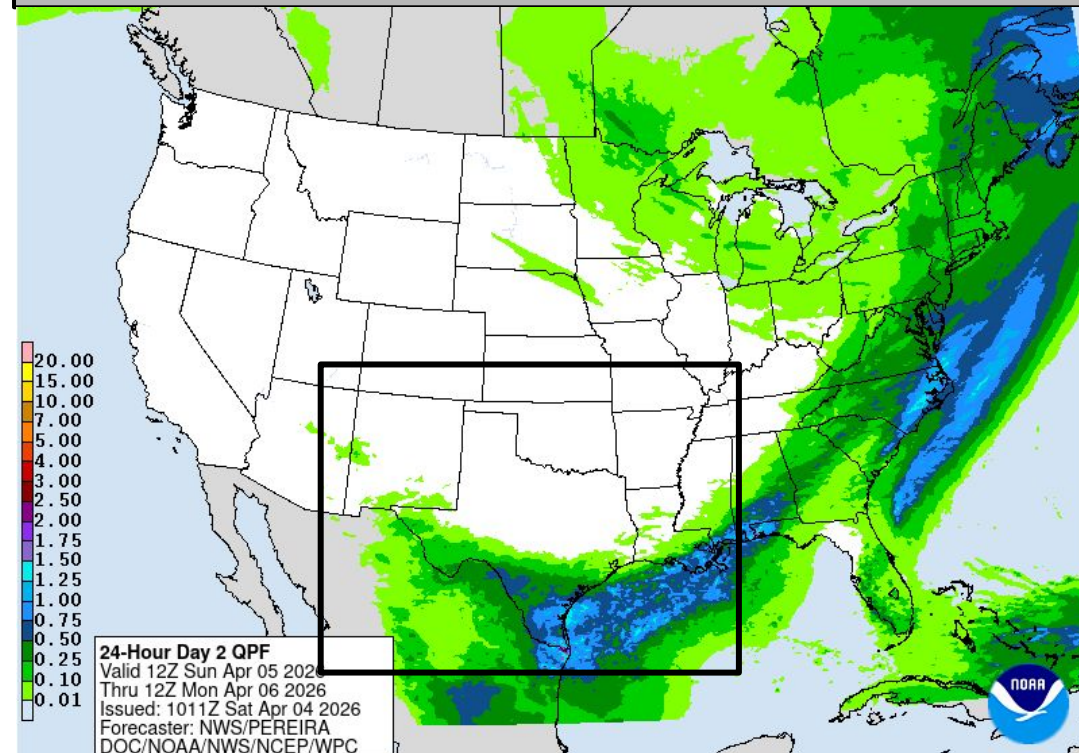 20.00
15.00
10.00
7.00
5.00
4.00
3.00
2.50
2.00
1.75
1.50
1.25
1.00
0.75
0.50
0.25
0.10
0.01
24-Hour Day 2 QPF
Valid 12Z Sun Apr 05 2026
Thru 12Z Mon Apr 06 2026
Issued: 1011Z Sat Apr 04 2026
Forecaster: NWS/PEREIRA
DOC/NOAA/NWS/NCEP/WPC
NOAA